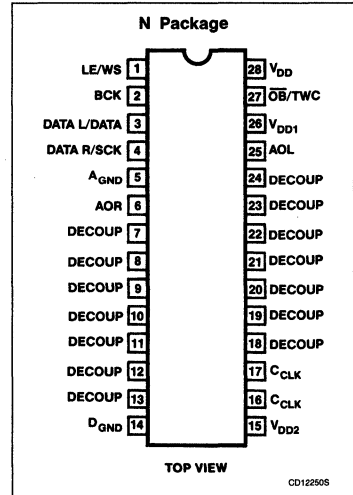 N Package
LE/WS 1 28 VDD
BCK 2 27 O̅B̅/TWC
DATA L/DATA 3 26 VDD1
DATA R/SCK 4 25 AOL
AGND 5 24 DECOUP
AOR 6 23 DECOUP
DECOUP 7 22 DECOUP
DECOUP 8 21 DECOUP
DECOUP 9 20 DECOUP
DECOUP 10 19 DECOUP
DECOUP 11 18 DECOUP
DECOUP 12 17 CCLK
DECOUP 13 16 CCLK
DGND 14 15 VDD2
TOP VIEW
CD12250S